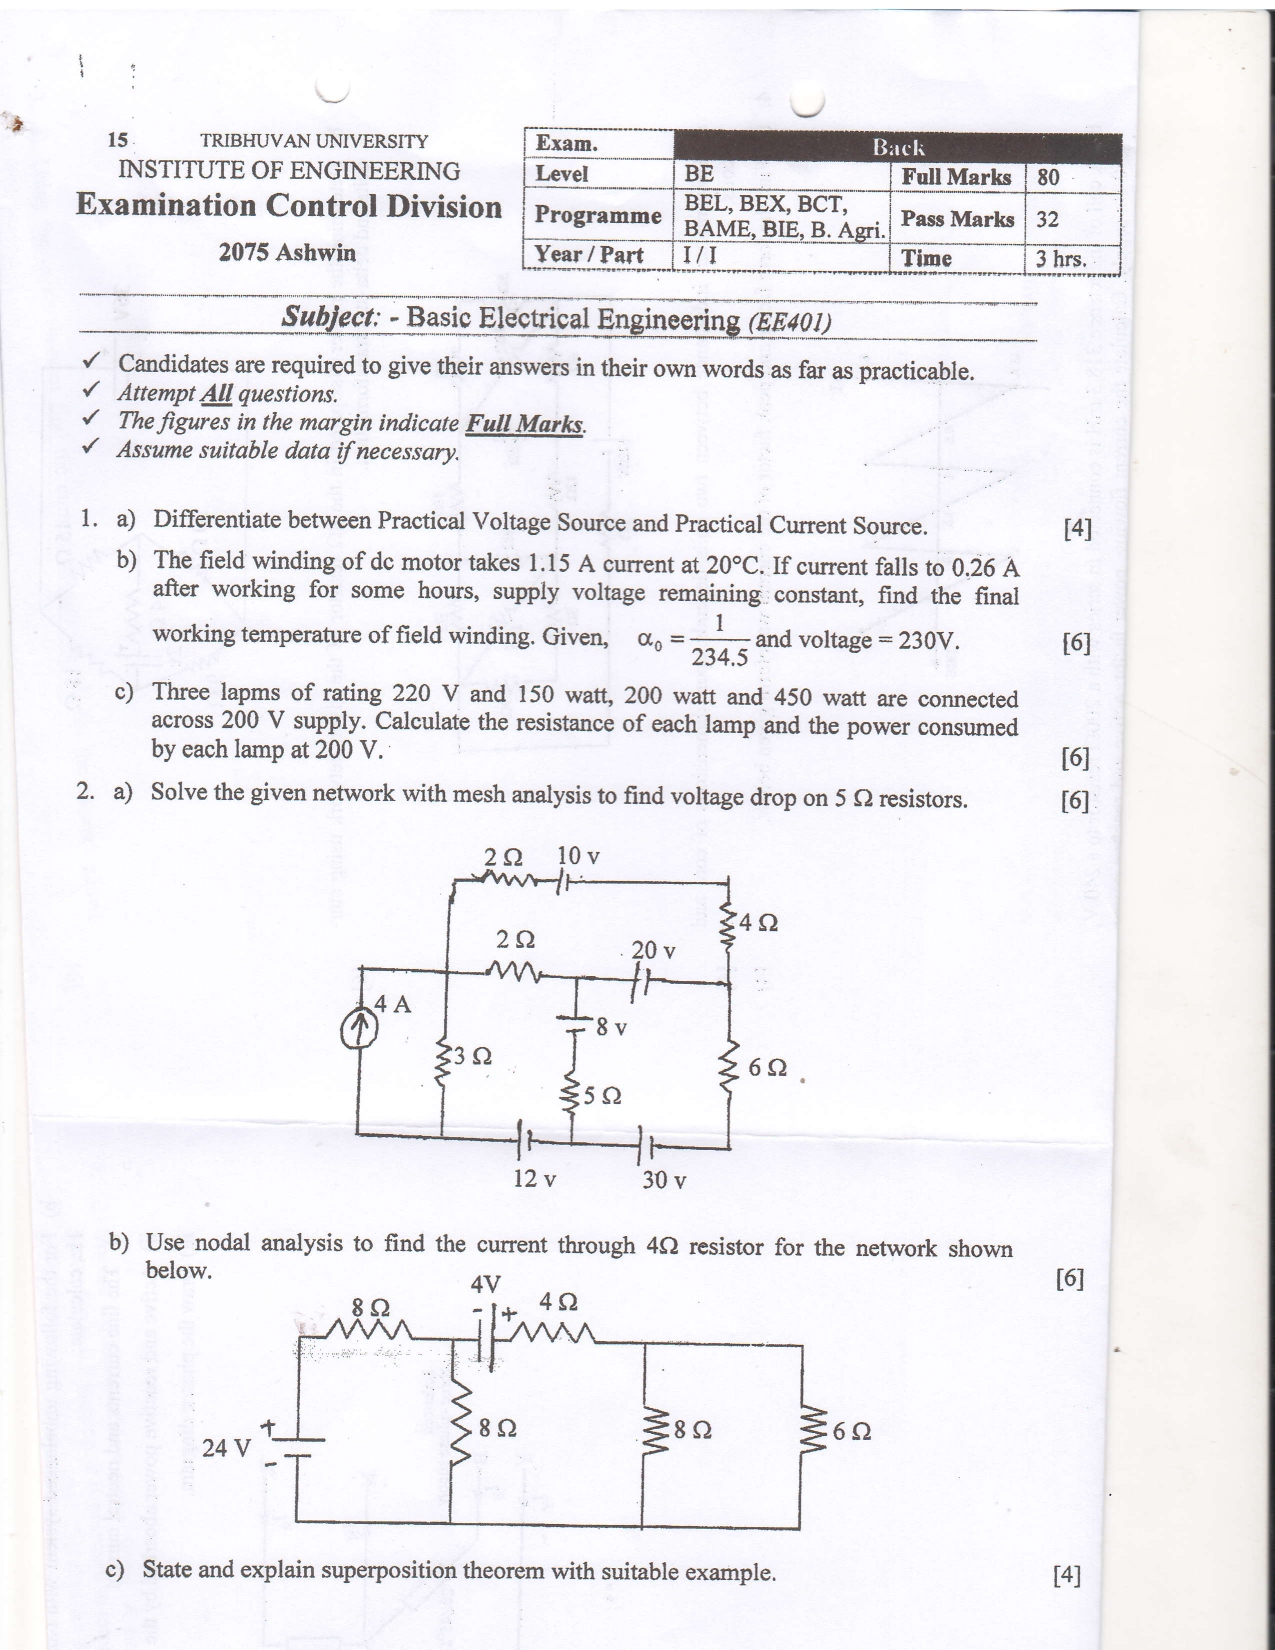 15 TRIBHUVAN UNIVERSITY
INSTITUTE OF ENGINEERING
Examination Control Division
2075 Ashwin
Exam. Back
Level BE Full Marks 80
Programme BEL, BEX, BCT, BAME, BIE, B. Agri. Pass Marks 32
Year / Part I / I Time 3 hrs.
Subject: - Basic Electrical Engineering (EE401)
✓ Candidates are required to give their answers in their own words as far as practicable.
✓ Attempt All questions.
✓ The figures in the margin indicate Full Marks.
✓ Assume suitable data if necessary.
1. a) Differentiate between Practical Voltage Source and Practical Current Source. [4]
b) The field winding of dc motor takes 1.15 A current at 20°C. If current falls to 0.26 A
after working for some hours, supply voltage remaining constant, find the final
working temperature of field winding. Given, α₀ = 1/234.5 and voltage = 230V. [6]
c) Three lapms of rating 220 V and 150 watt, 200 watt and 450 watt are connected
across 200 V supply. Calculate the resistance of each lamp and the power consumed
by each lamp at 200 V. [6]
2. a) Solve the given network with mesh analysis to find voltage drop on 5 Ω resistors. [6]
2 Ω 10 v
4 Ω
2 Ω
20 v
4 A
8 v
3 Ω
6 Ω
5 Ω
12 v 30 v
b) Use nodal analysis to find the current through 4Ω resistor for the network shown
below. [6]
4V
8 Ω - + 4 Ω
+
24 V
-
8 Ω 8 Ω 6 Ω
c) State and explain superposition theorem with suitable example. [4]